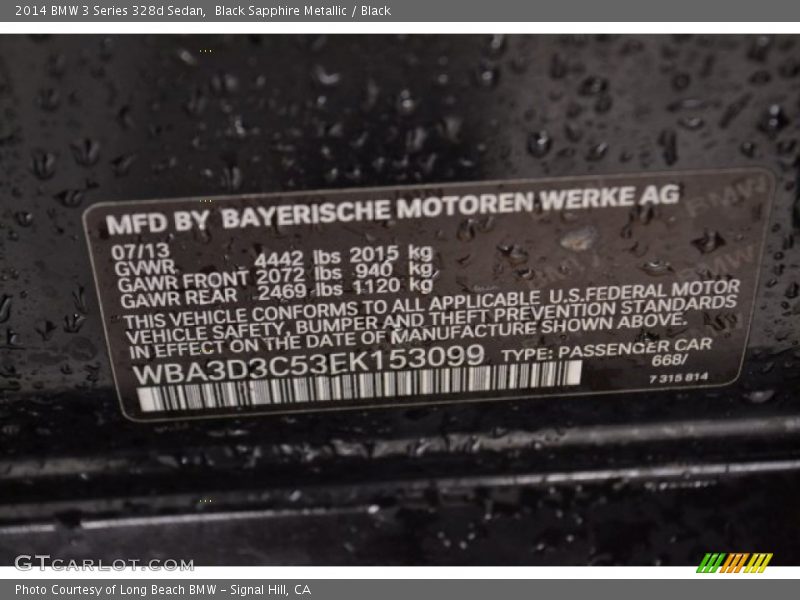 2014 BMW 3 Series 328d Sedan, Black Sapphire Metallic / Black
MFD BY BAYERISCHE MOTOREN WERKE AG
07/13
GVWR 4442 lbs 2015 kg
GAWR FRONT 2072 lbs 940 kg
GAWR REAR 2469 lbs 1120 kg
THIS VEHICLE CONFORMS TO ALL APPLICABLE U.S.FEDERAL MOTOR
VEHICLE SAFETY, BUMPER AND THEFT PREVENTION STANDARDS
IN EFFECT ON THE DATE OF MANUFACTURE SHOWN ABOVE.
WBA3D3C53EK153099 TYPE: PASSENGER CAR
668/
7 315 814
GTCARLOT.COM
Photo Courtesy of Long Beach BMW – Signal Hill, CA